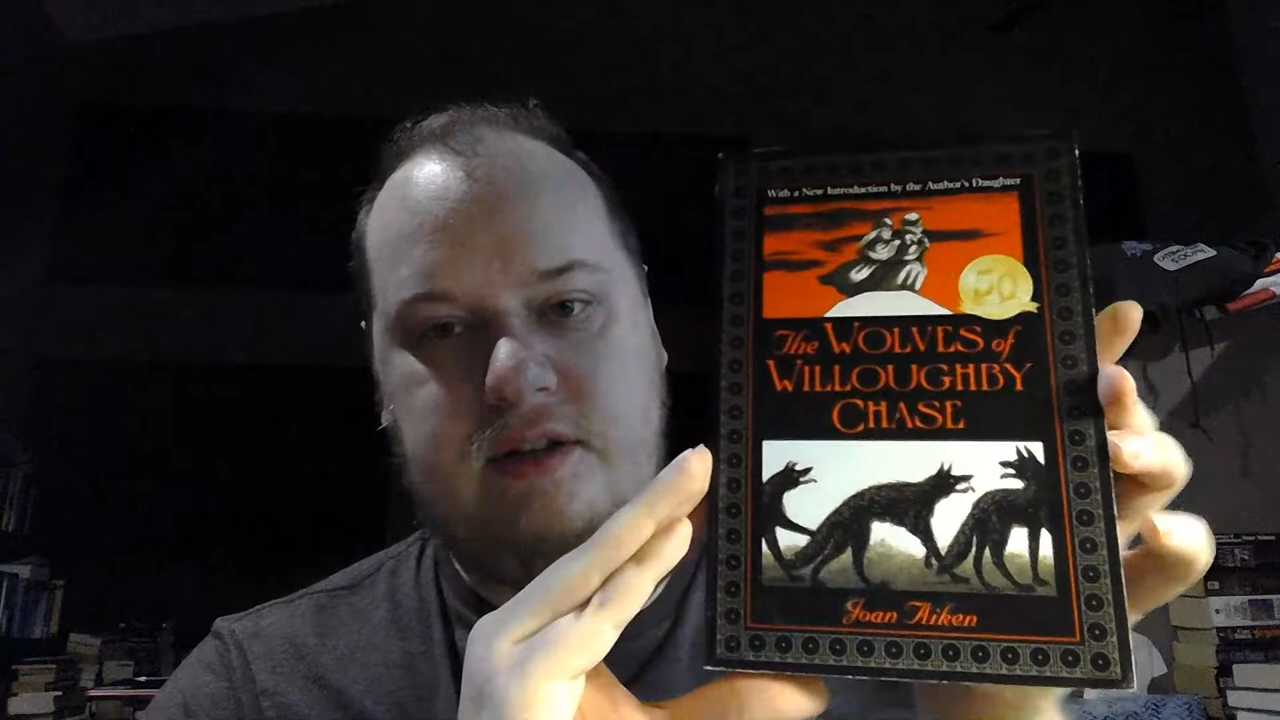 With a New Introduction by the Author's Daughter
50
The WOLVES of
WILLOUGHBY
CHASE
Joan Aiken